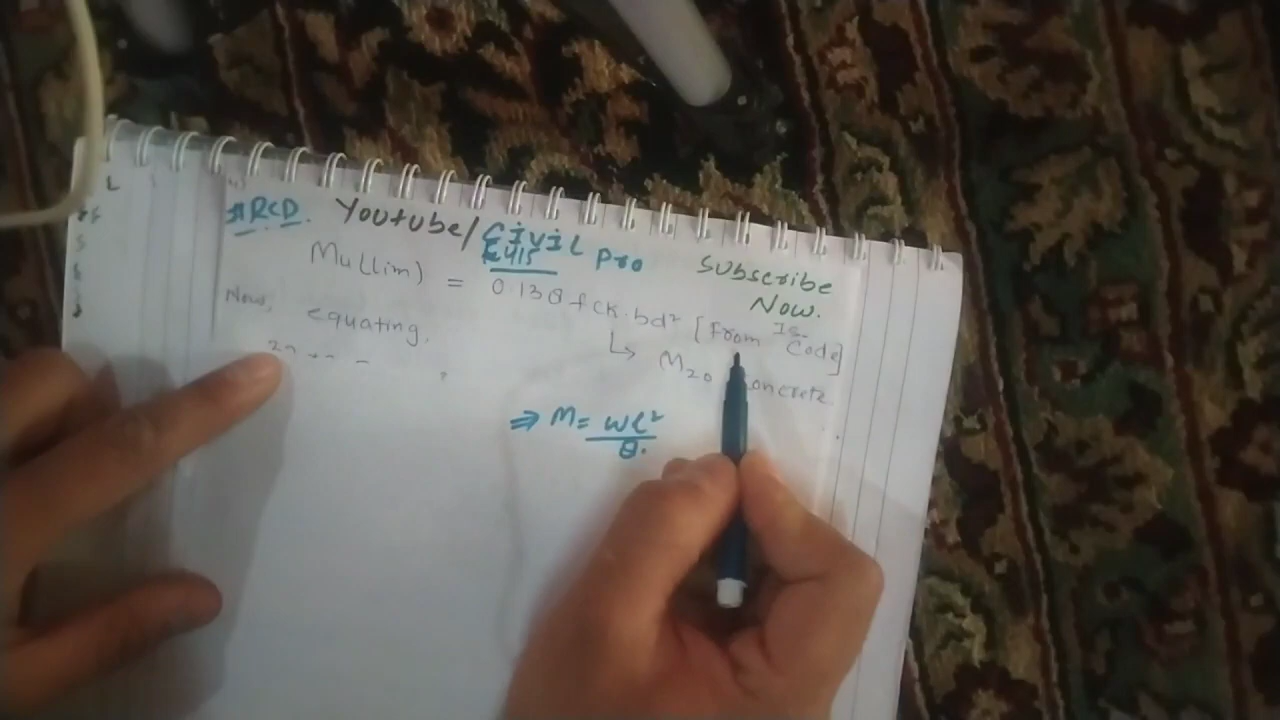 RCD. Youtube/Civil Pro Subscribe Now.
Fe415
Mu(lim) = 0.138 fck.bd² [From IS Code]
↳ M20 concrete
Now, equating,
⇒ M = wl²/8.